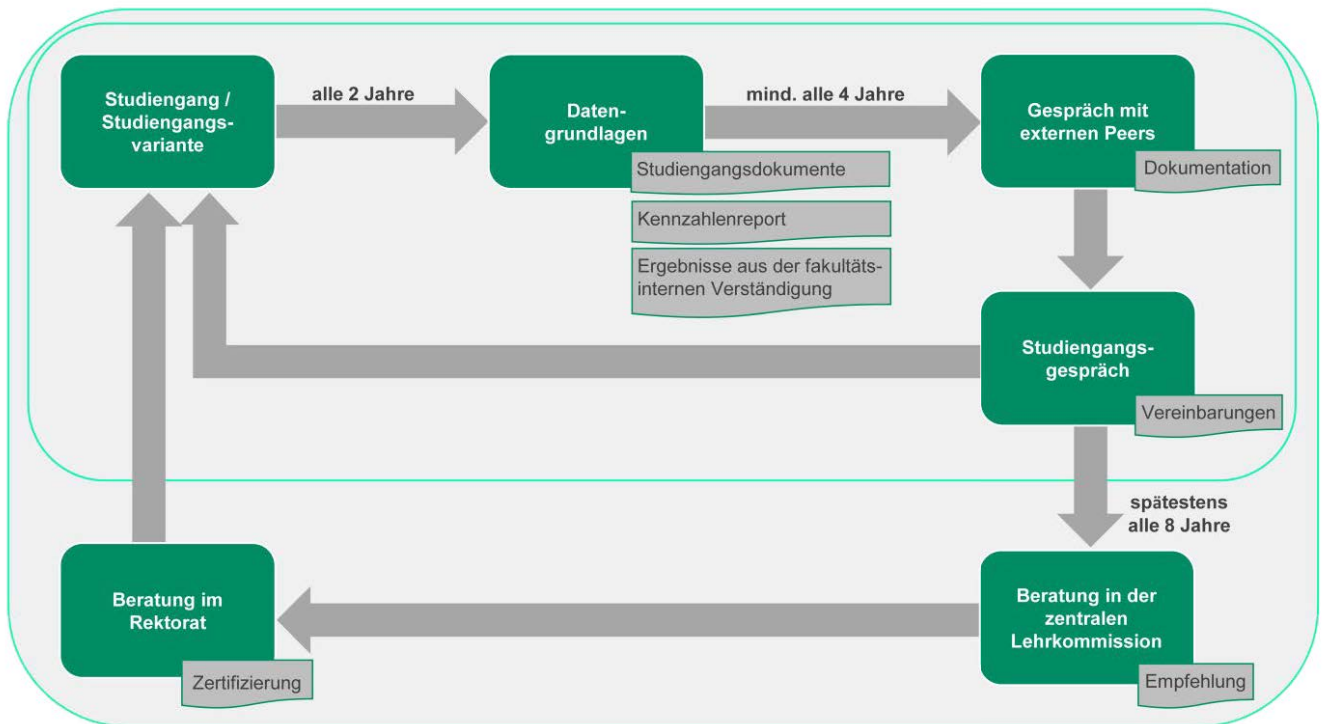 Studiengang /
Studiengangs-
variante
alle 2 Jahre
Daten-
grundlagen
mind. alle 4 Jahre
Gespräch mit
externen Peers
Studiengangsdokumente
Dokumentation
Kennzahlenreport
Ergebnisse aus der fakultäts-
internen Verständigung
Studiengangs-
gespräch
Vereinbarungen
spätestens
alle 8 Jahre
Beratung im
Rektorat
Zertifizierung
Beratung in der
zentralen
Lehrkommission
Empfehlung